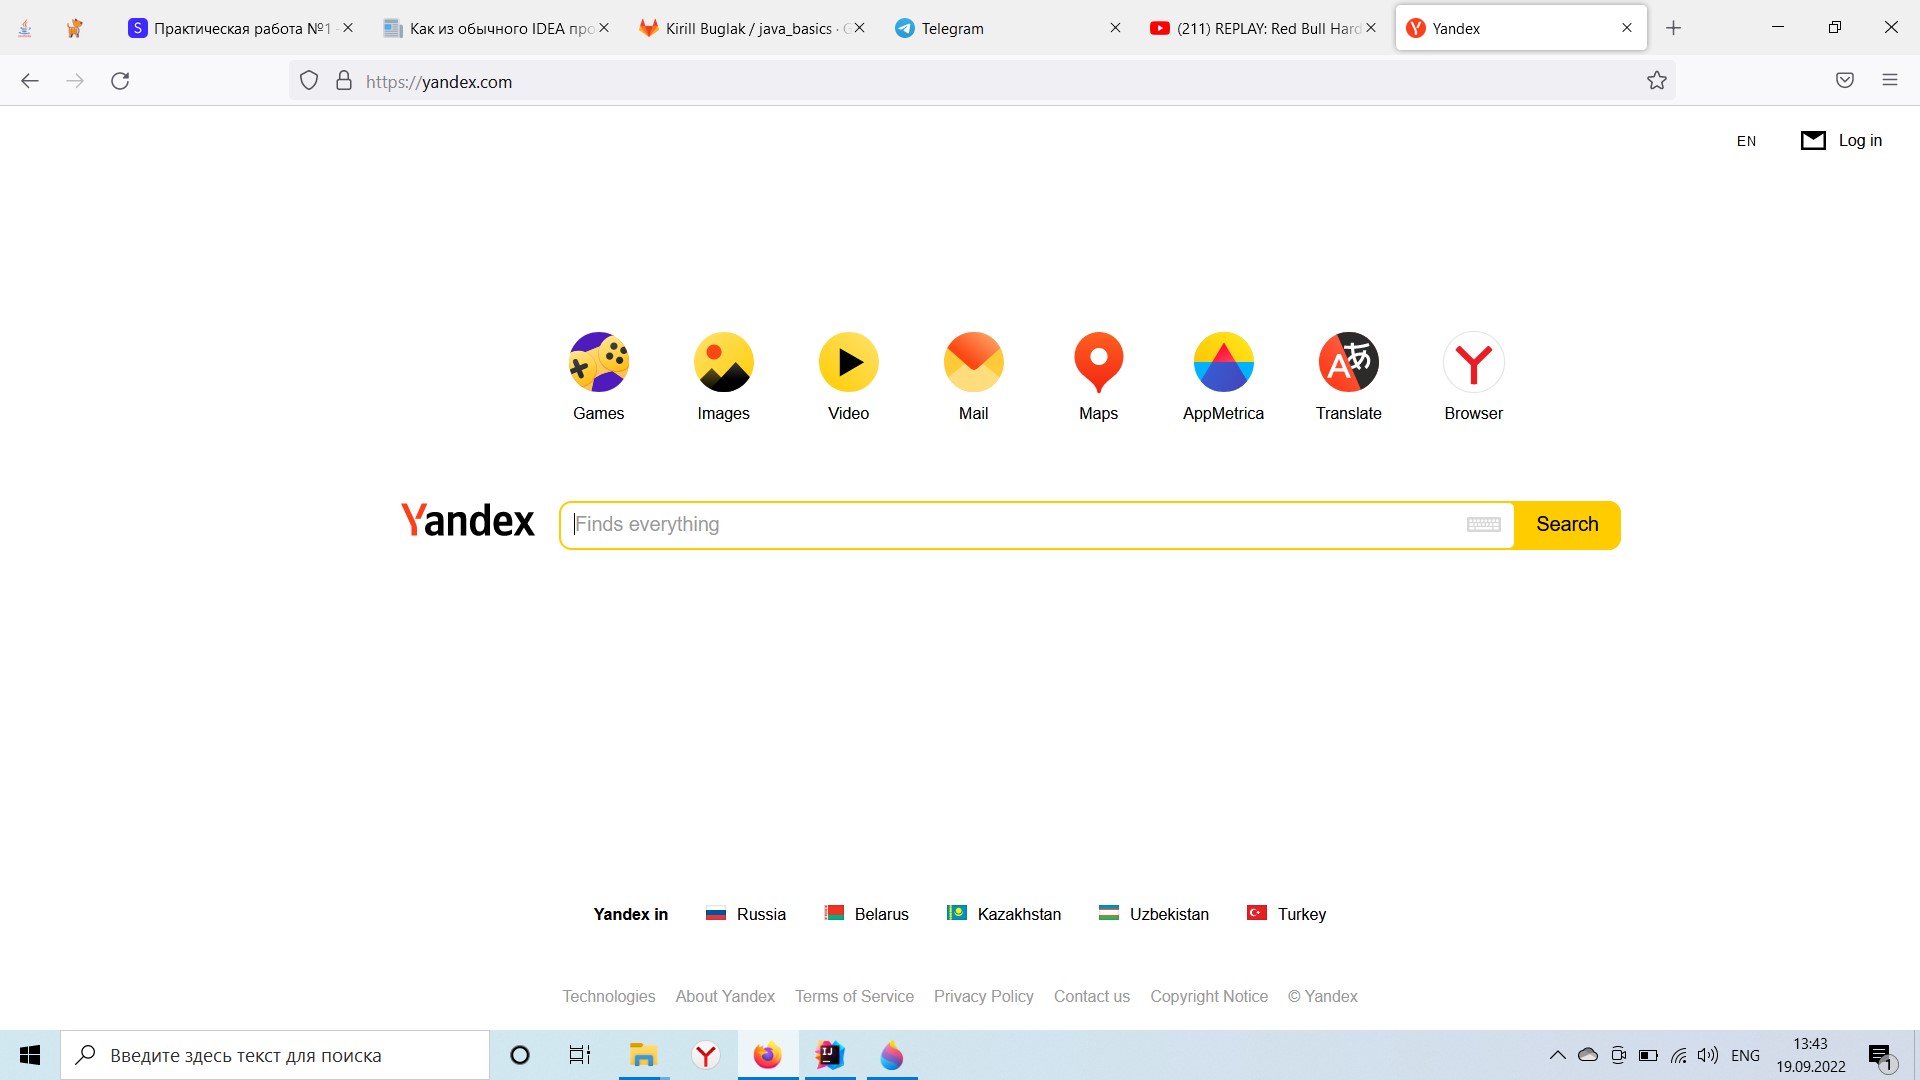 Практическая работа №1
Как из обычного IDEA про
Kirill Buglak / java_basics · G
Telegram
(211) REPLAY: Red Bull Hard
Yandex
https://yandex.com
EN
Log in
Games
Images
Video
Mail
Maps
AppMetrica
Translate
Browser
Yandex
Finds everything
Search
Yandex in
Russia
Belarus
Kazakhstan
Uzbekistan
Turkey
Technologies
About Yandex
Terms of Service
Privacy Policy
Contact us
Copyright Notice
© Yandex
Введите здесь текст для поиска
ENG
13:43
19.09.2022
1